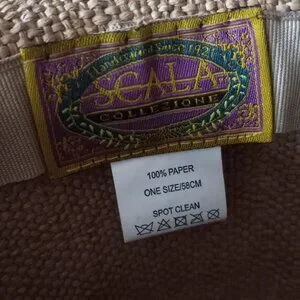 Handcrafted Since 1921
SCALA
COLLEZIONE
100% PAPER
ONE SIZE/58CM
SPOT CLEAN